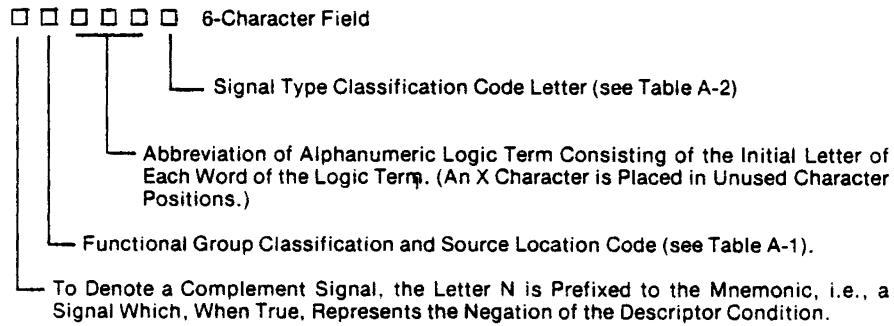 6-Character Field
Signal Type Classification Code Letter (see Table A-2)
Abbreviation of Alphanumeric Logic Term Consisting of the Initial Letter of
Each Word of the Logic Term. (An X Character is Placed in Unused Character
Positions.)
Functional Group Classification and Source Location Code (see Table A-1).
To Denote a Complement Signal, the Letter N is Prefixed to the Mnemonic, i.e., a
Signal Which, When True, Represents the Negation of the Descriptor Condition.